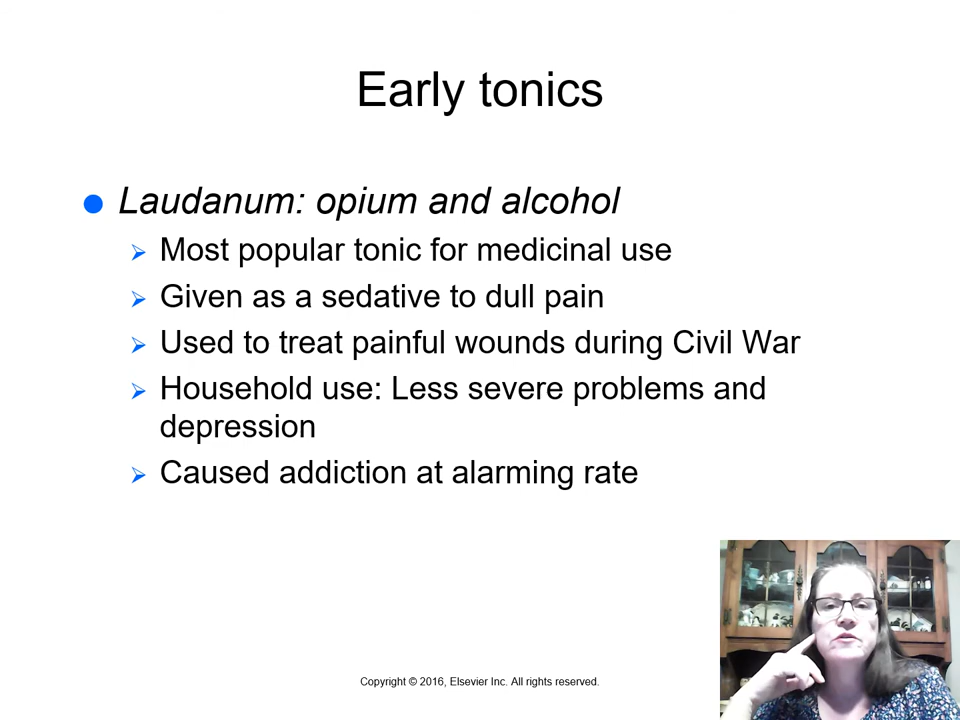 Early tonics
Laudanum: opium and alcohol
Most popular tonic for medicinal use
Given as a sedative to dull pain
Used to treat painful wounds during Civil War
Household use: Less severe problems and
depression
Caused addiction at alarming rate
Copyright © 2016, Elsevier Inc. All rights reserved.